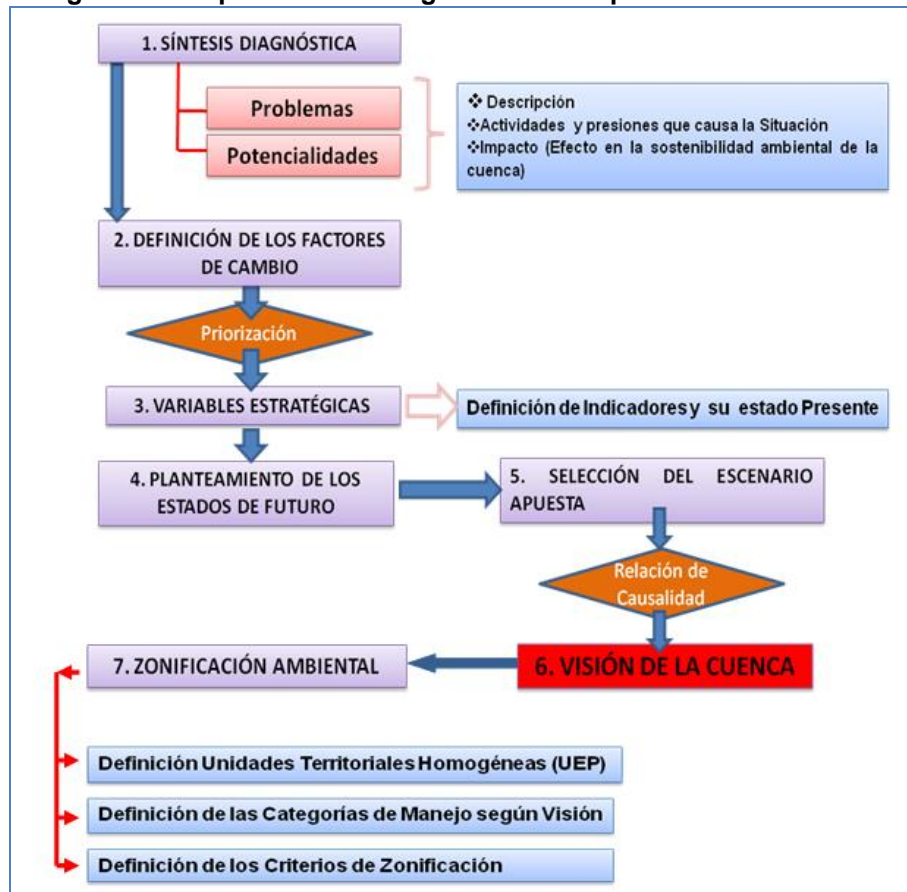 1. SÍNTESIS DIAGNÓSTICA
Problemas
Potencialidades
❖ Descripción
❖Actividades y presiones que causa la Situación
❖Impacto (Efecto en la sostenibilidad ambiental de la
cuenca)
2. DEFINICIÓN DE LOS FACTORES
DE CAMBIO
Priorización
3. VARIABLES ESTRATÉGICAS
Definición de Indicadores y su estado Presente
4. PLANTEAMIENTO DE LOS
ESTADOS DE FUTURO
5. SELECCIÓN DEL ESCENARIO
APUESTA
Relación de
Causalidad
7. ZONIFICACIÓN AMBIENTAL
6. VISIÓN DE LA CUENCA
Definición Unidades Territoriales Homogéneas (UEP)
Definición de las Categorías de Manejo según Visión
Definición de los Criterios de Zonificación